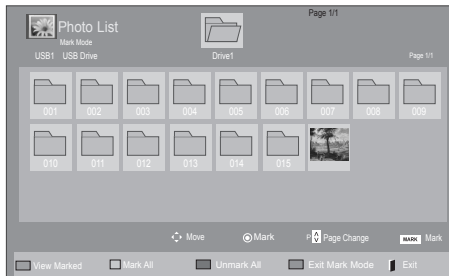 Page 1/1
Photo List
Mark Mode
USB1 USB Drive Drive1 Page 1/1
001 002 003 004 005 006 007 008 009
010 011 012 013 014 015
Move Mark P Page Change MARK Mark
View Marked Mark All Unmark All Exit Mark Mode Exit